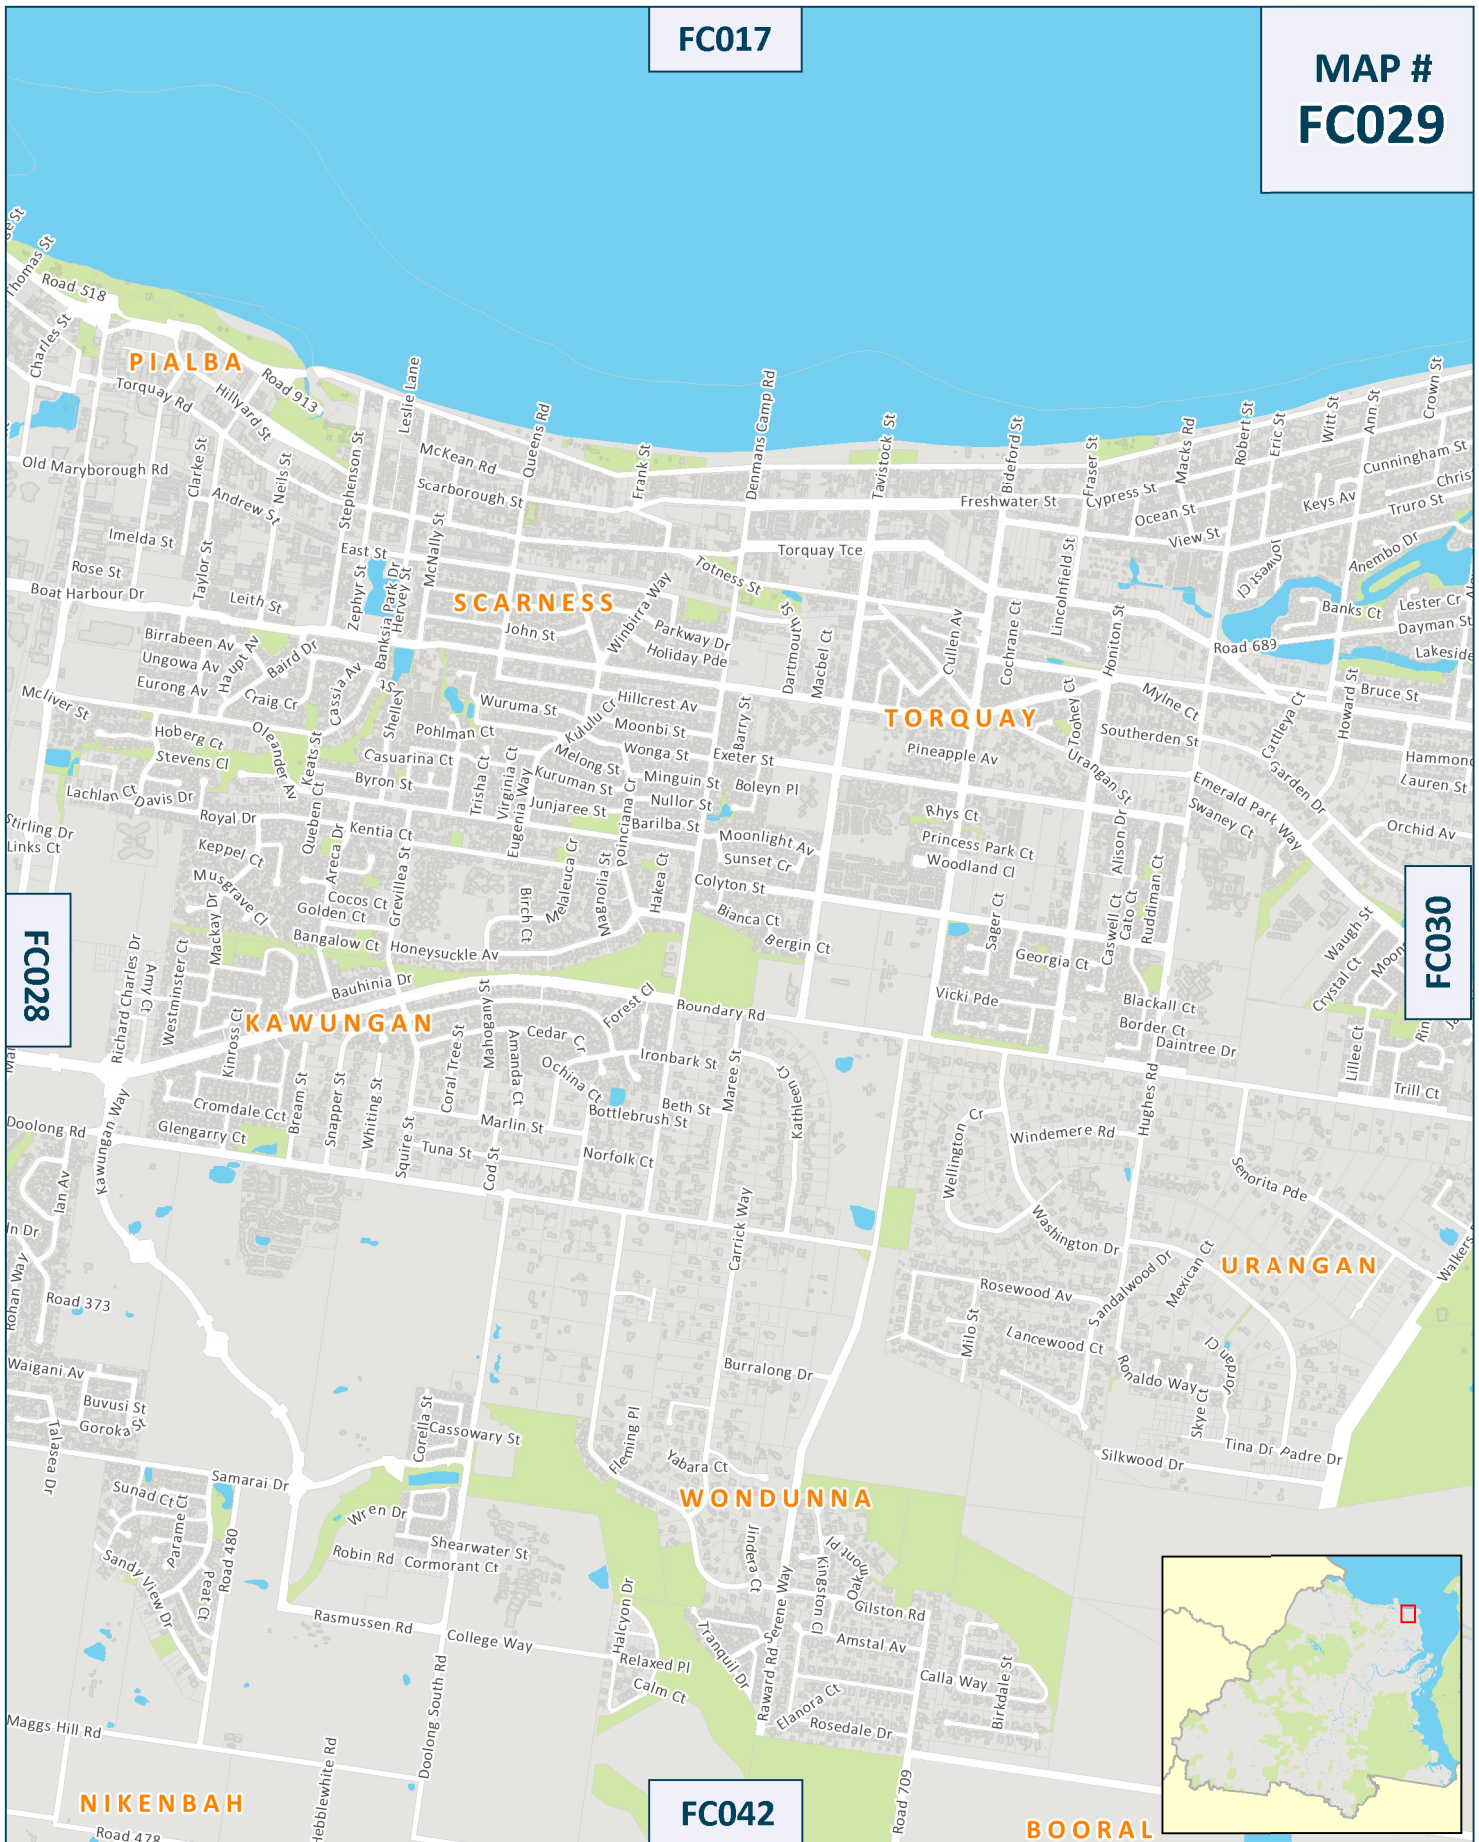 FC017
MAP #
FC029
Thomas St
Road 518
Charles St
PIALBA
Torquay Rd
Hillyard St
Road 913
Leslie Lane
Queens Rd
Denmans Camp Rd
Crown St
Ann St
Witt St
Eric St
Robert St
Macks Rd
Fraser St
Bideford St
Tavistock St
Frank St
McKean Rd
Scarborough St
Old Maryborough Rd
Clarke St
Neils St
Stephenson St
Andrew St
Freshwater St
Cypress St
Ocean St
View St
Cunningham St
Keys Av
Chris
Truro St
Anembo Dr
Imelda St
Rose St
Boat Harbour Dr
Taylor St
East St
McNally St
Zephyr St
Banksia Park Dr
Hervey St
Leith St
SCARNESS
John St
Winbirra Way
Torquay Tce
Totness St
Parkway Dr
Holiday Pde
Dartmouth St
Macbel Ct
Cullen Av
Cochrane Ct
Lincolnfield St
Honiton St
Jonwest Cl
Banks Ct
Lester Cr
Dayman St
Lakeside
Road 689
Birrabeen Av
Ungowa Av
Eurong Av
Haupt Av
Baird Dr
Craig Cr
Cassia Av
Shelley St
McIver St
Hoberg Ct
Stevens Cl
Oleander Av
Keats St
Pohlman Ct
Casuarina Ct
Byron St
Wuruma St
Kululu Cr
Hillcrest Av
Moonbi St
Wonga St
Melong St
Kuruman St
Minguin St
Nullor St
Junjaree St
Barilba St
Barry St
Exeter St
Boleyn Pl
TORQUAY
Pineapple Av
Toohey Ct
Urangan St
Mylne Ct
Southerden St
Cattleya Ct
Howard St
Bruce St
Hammond
Lauren St
Garden Dr
Emerald Park Way
Swaney Ct
Orchid Av
Lachlan Ct
Davis Dr
Royal Dr
Stirling Dr
Links Ct
Keppel Ct
Queben Ct
Areca Dr
Kentia Ct
Trisha Ct
Virginia Ct
Eugenia Way
Poinciana Cr
Moonlight Av
Sunset Cr
Colyton St
Rhys Ct
Princess Park Ct
Woodland Cl
Alison Dr
Musgrave Cl
Cocos Ct
Golden Ct
Grevillea St
Birch Ct
Melaleuca Cr
Magnolia St
Hakea Ct
Bianca Ct
Bergin Ct
Sager Ct
Georgia Ct
Caswell Ct
Cato Ct
Ruddiman Ct
Waugh St
Crystal Ct
FC028
FC030
Richard Charles Dr
Amy Ct
Westminster Ct
Mackay Dr
Bangalow Ct
Honeysuckle Av
Bauhinia Dr
KAWUNGAN
Mahogany St
Forest Cl
Boundary Rd
Vicki Pde
Blackall Ct
Border Ct
Daintree Dr
Lillee Ct
Trill Ct
Kinross Ct
Coral Tree St
Amanda Ct
Cedar Cr
Ochina Ct
Ironbark St
Maree St
Kathleen Cr
Beth St
Bottlebrush St
Hughes Rd
Windemere Rd
Wellington Cr
Cromdale Cct
Glengarry Ct
Bream St
Snapper St
Whiting St
Squire St
Marlin St
Tuna St
Cod St
Norfolk Ct
Doolong Rd
Kawungan Way
Ian Av
Senorita Pde
Washington Dr
Carrick Way
URANGAN
Walkers
Mexican Ct
Sandalwood Dr
Rosewood Av
Lancewood Ct
Milo St
Rohan Way
Road 373
Burralong Dr
Ronaldo Way
Jordan Cl
Skye Ct
Waigani Av
Buvusi St
Goroka St
Talasea Dr
Corella St
Cassowary St
Fleming Pl
Yabara Ct
Tina Dr
Padre Dr
Silkwood Dr
Samarai Dr
WONDUNNA
Sunad Ct
Parame Ct
Road 480
Wren Dr
Robin Rd
Shearwater St
Cormorant Ct
Sandy View Dr
Peat Ct
Jindera Ct
Kingston Cl
Oakmont Pl
Serene Way
Gilston Rd
Rasmussen Rd
College Way
Halcyon Dr
Relaxed Pl
Calm Ct
Tranquil Dr
Raward Rd
Amstal Av
Calla Way
Elanora Ct
Rosedale Dr
Birkdale St
Maggs Hill Rd
Doolong South Rd
Hebblewhite Rd
NIKENBAH
Road 478
FC042
Road 709
BOORAL